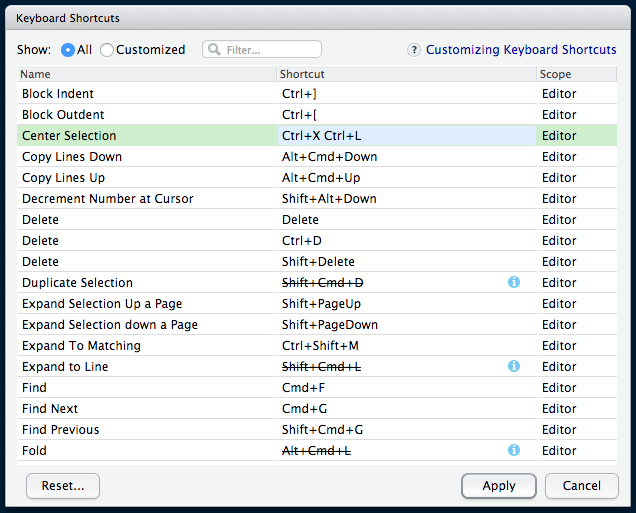 Keyboard Shortcuts
Show: All Customized Filter... ? Customizing Keyboard Shortcuts
Name Shortcut Scope
Block Indent Ctrl+] Editor
Block Outdent Ctrl+[ Editor
Center Selection Ctrl+X Ctrl+L Editor
Copy Lines Down Alt+Cmd+Down Editor
Copy Lines Up Alt+Cmd+Up Editor
Decrement Number at Cursor Shift+Alt+Down Editor
Delete Delete Editor
Delete Ctrl+D Editor
Delete Shift+Delete Editor
Duplicate Selection Shift+Cmd+D i Editor
Expand Selection Up a Page Shift+PageUp Editor
Expand Selection down a Page Shift+PageDown Editor
Expand To Matching Ctrl+Shift+M Editor
Expand to Line Shift+Cmd+L i Editor
Find Cmd+F Editor
Find Next Cmd+G Editor
Find Previous Shift+Cmd+G Editor
Fold Alt+Cmd+L i Editor
Reset... Apply Cancel